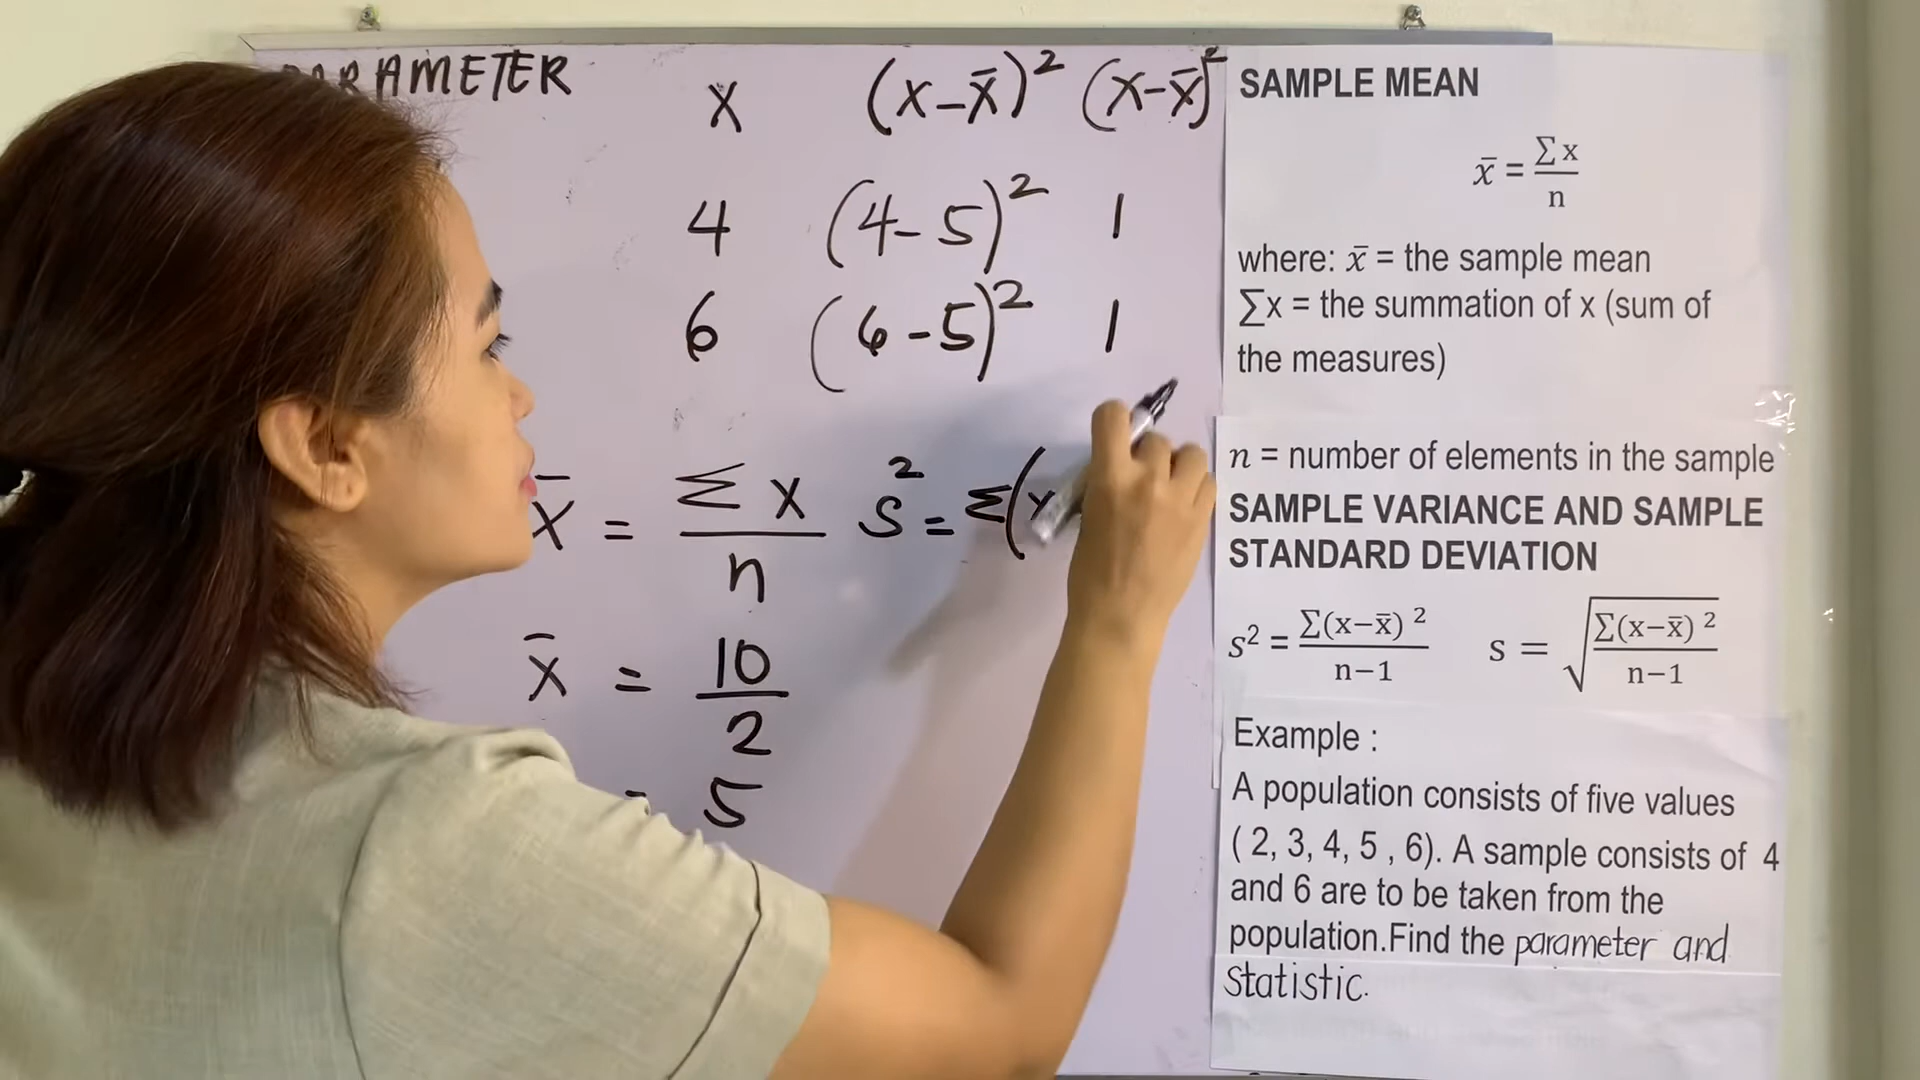 PARAMETER
x (x-x̄)² (x-x̄)²
4 (4-5)² 1
6 (6-5)² 1
x̄ = Σx/n s² = Σ(x
x̄ = 10/2
= 5
SAMPLE MEAN
x̄ = Σx/n
where: x̄ = the sample mean
Σx = the summation of x (sum of
the measures)
n = number of elements in the sample
SAMPLE VARIANCE AND SAMPLE
STANDARD DEVIATION
s² = Σ(x−x̄)²/n−1 s = √Σ(x−x̄)²/n−1
Example :
A population consists of five values
( 2, 3, 4, 5 , 6). A sample consists of 4
and 6 are to be taken from the
population.Find the parameter and
statistic.